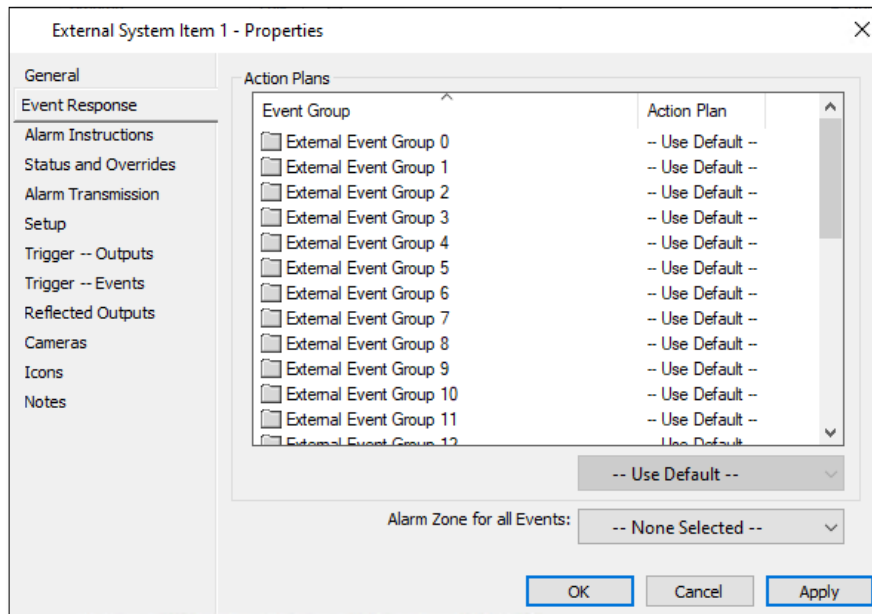 External System Item 1 - Properties
General
Event Response
Alarm Instructions
Status and Overrides
Alarm Transmission
Setup
Trigger -- Outputs
Trigger -- Events
Reflected Outputs
Cameras
Icons
Notes
Action Plans
Event Group Action Plan
External Event Group 0 -- Use Default --
External Event Group 1 -- Use Default --
External Event Group 2 -- Use Default --
External Event Group 3 -- Use Default --
External Event Group 4 -- Use Default --
External Event Group 5 -- Use Default --
External Event Group 6 -- Use Default --
External Event Group 7 -- Use Default --
External Event Group 8 -- Use Default --
External Event Group 9 -- Use Default --
External Event Group 10 -- Use Default --
External Event Group 11 -- Use Default --
External Event Group 12 -- Use Default
-- Use Default --
Alarm Zone for all Events: -- None Selected --
OK Cancel Apply